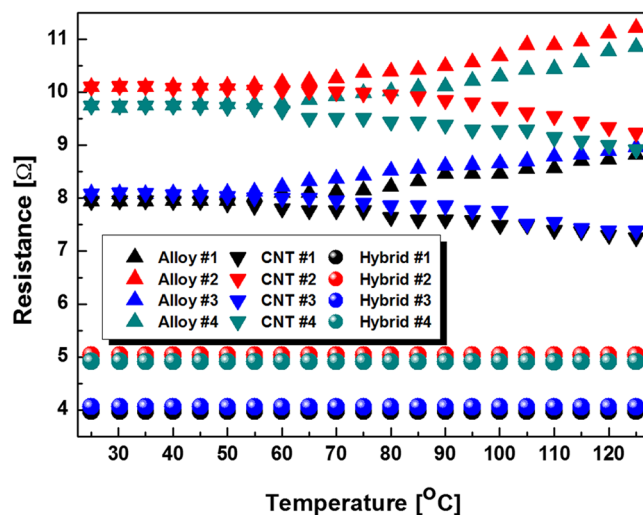 11
10
9
8
7
6
5
4
Resistance [Ω]
Alloy #1 CNT #1 Hybrid #1
Alloy #2 CNT #2 Hybrid #2
Alloy #3 CNT #3 Hybrid #3
Alloy #4 CNT #4 Hybrid #4
30 40 50 60 70 80 90 100 110 120
Temperature [°C]